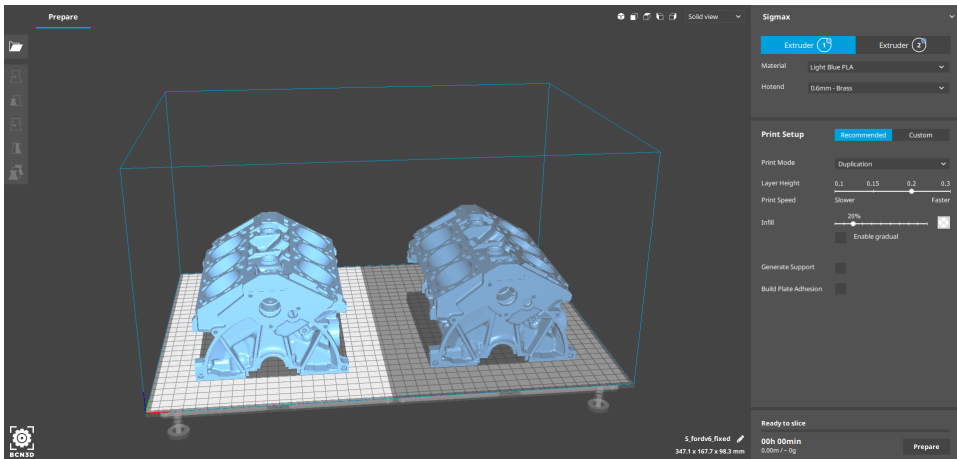 Prepare
Solid view
Sigmax
Extruder 1
Extruder 2
Material Light Blue PLA
Hotend 0.6mm - Brass
Print Setup Recommended Custom
Print Mode Duplication
Layer Height 0.1 0.15 0.2 0.3
Print Speed Slower Faster
Infill 20%
Enable gradual
Generate Support
Build Plate Adhesion
BCN3D
5_fordv6_fixed
347.1 x 167.7 x 98.3 mm
Ready to slice
00h 00min
0.00m / ~ 0g
Prepare